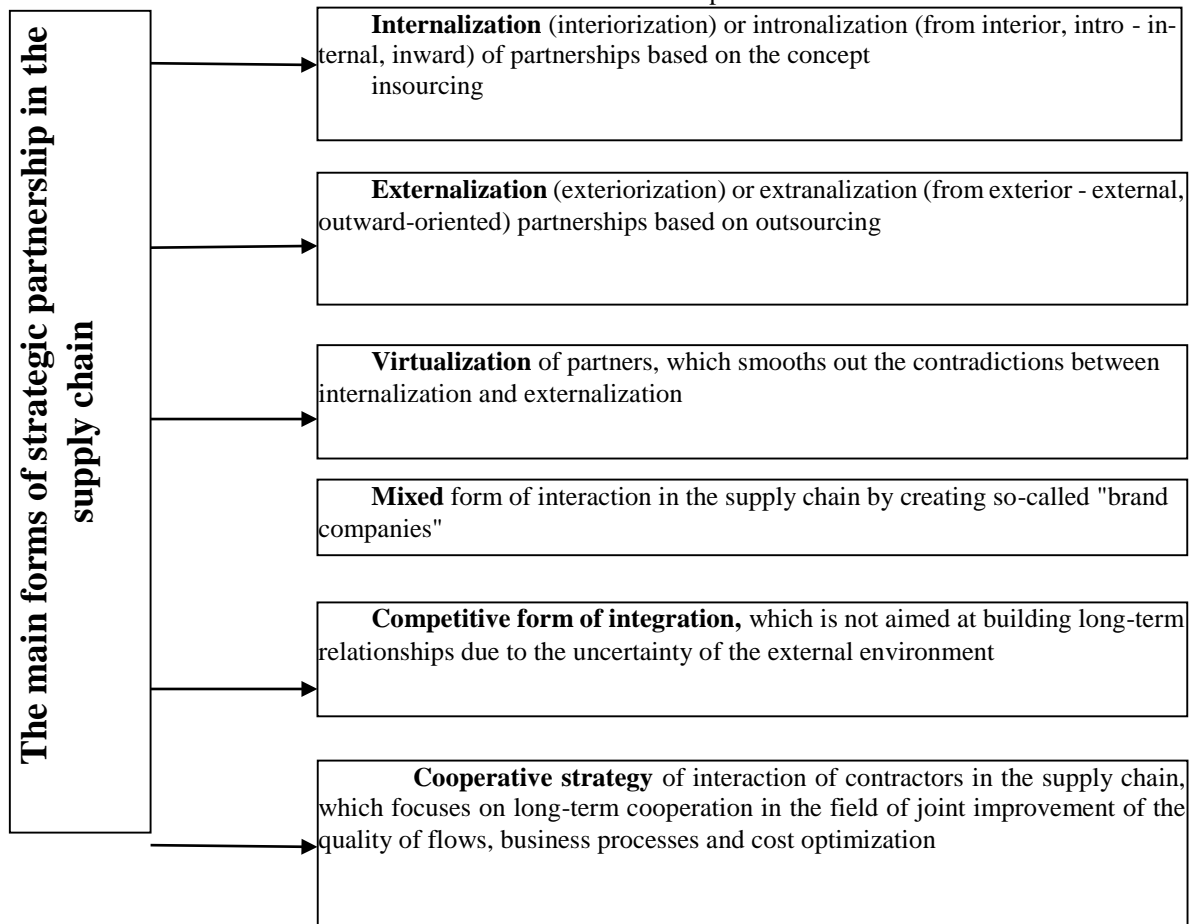 The main forms of strategic partnership in the
supply chain
Internalization (interiorization) or intronalization (from interior, intro - in-
ternal, inward) of partnerships based on the concept
insourcing
Externalization (exteriorization) or extranalization (from exterior - external,
outward-oriented) partnerships based on outsourcing
Virtualization of partners, which smooths out the contradictions between
internalization and externalization
Mixed form of interaction in the supply chain by creating so-called "brand
companies"
Competitive form of integration, which is not aimed at building long-term
relationships due to the uncertainty of the external environment
Cooperative strategy of interaction of contractors in the supply chain,
which focuses on long-term cooperation in the field of joint improvement of the
quality of flows, business processes and cost optimization